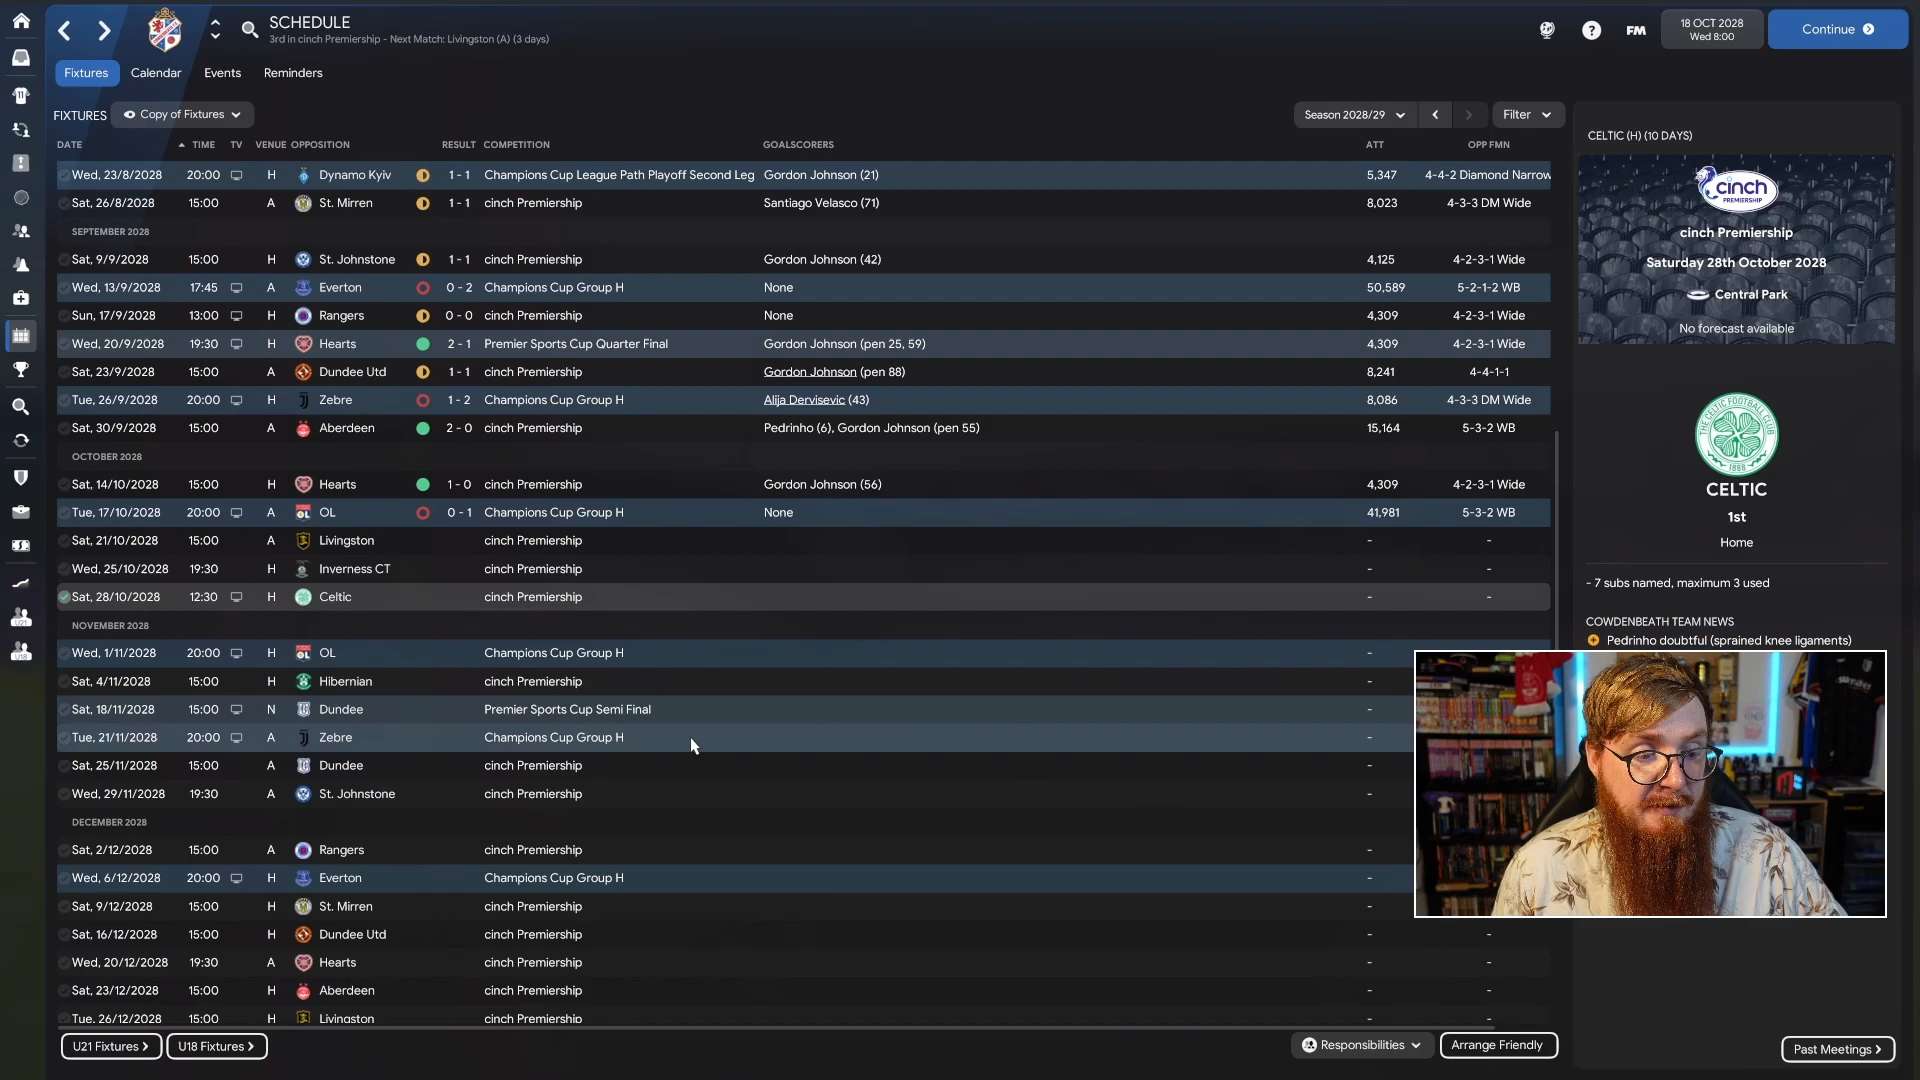 SCHEDULE
3rd in cinch Premiership - Next Match: Livingston (A) (3 days)
FM
18 OCT 2028
Wed 8:00
Continue
Fixtures Calendar Events Reminders
FIXTURES Copy of Fixtures Season 2028/29 Filter
DATE TIME TV VENUE OPPOSITION RESULT COMPETITION GOALSCORERS ATT OPP FMN
Wed, 23/8/2028 20:00 H Dynamo Kyiv 1 - 1 Champions Cup League Path Playoff Second Leg Gordon Johnson (21) 5,347 4-4-2 Diamond Narrow
Sat, 26/8/2028 15:00 A St. Mirren 1 - 1 cinch Premiership Santiago Velasco (71) 8,023 4-3-3 DM Wide
SEPTEMBER 2028
Sat, 9/9/2028 15:00 H St. Johnstone 1 - 1 cinch Premiership Gordon Johnson (42) 4,125 4-2-3-1 Wide
Wed, 13/9/2028 17:45 A Everton 0 - 2 Champions Cup Group H None 50,589 5-2-1-2 WB
Sun, 17/9/2028 13:00 H Rangers 0 - 0 cinch Premiership None 4,309 4-2-3-1 Wide
Wed, 20/9/2028 19:30 H Hearts 2 - 1 Premier Sports Cup Quarter Final Gordon Johnson (pen 25, 59) 4,309 4-2-3-1 Wide
Sat, 23/9/2028 15:00 A Dundee Utd 1 - 1 cinch Premiership Gordon Johnson (pen 88) 8,241 4-4-1-1
Tue, 26/9/2028 20:00 H Zebre 1 - 2 Champions Cup Group H Alija Dervisevic (43) 8,086 4-3-3 DM Wide
Sat, 30/9/2028 15:00 A Aberdeen 2 - 0 cinch Premiership Pedrinho (6), Gordon Johnson (pen 55) 15,164 5-3-2 WB
OCTOBER 2028
Sat, 14/10/2028 15:00 H Hearts 1 - 0 cinch Premiership Gordon Johnson (56) 4,309 4-2-3-1 Wide
Tue, 17/10/2028 20:00 A OL 0 - 1 Champions Cup Group H None 41,981 5-3-2 WB
Sat, 21/10/2028 15:00 A Livingston cinch Premiership - -
Wed, 25/10/2028 19:30 H Inverness CT cinch Premiership - -
Sat, 28/10/2028 12:30 H Celtic cinch Premiership - -
NOVEMBER 2028
Wed, 1/11/2028 20:00 H OL Champions Cup Group H -
Sat, 4/11/2028 15:00 H Hibernian cinch Premiership -
Sat, 18/11/2028 15:00 N Dundee Premier Sports Cup Semi Final -
Tue, 21/11/2028 20:00 A Zebre Champions Cup Group H -
Sat, 25/11/2028 15:00 A Dundee cinch Premiership -
Wed, 29/11/2028 19:30 A St. Johnstone cinch Premiership -
DECEMBER 2028
Sat, 2/12/2028 15:00 A Rangers cinch Premiership -
Wed, 6/12/2028 20:00 H Everton Champions Cup Group H -
Sat, 9/12/2028 15:00 H St. Mirren cinch Premiership -
Sat, 16/12/2028 15:00 H Dundee Utd cinch Premiership - -
Wed, 20/12/2028 19:30 A Hearts cinch Premiership - -
Sat, 23/12/2028 15:00 H Aberdeen cinch Premiership - -
Tue, 26/12/2028 15:00 H Livingston cinch Premiership
U21 Fixtures U18 Fixtures Responsibilities Arrange Friendly
CELTIC (H) (10 DAYS)
cinch
PREMIERSHIP
cinch Premiership
Saturday 28th October 2028
Central Park
No forecast available
THE CELTIC FOOTBALL CLUB
1888
CELTIC
1st
Home
- 7 subs named, maximum 3 used
COWDENBEATH TEAM NEWS
Pedrinho doubtful (sprained knee ligaments)
Past Meetings
U21
U18